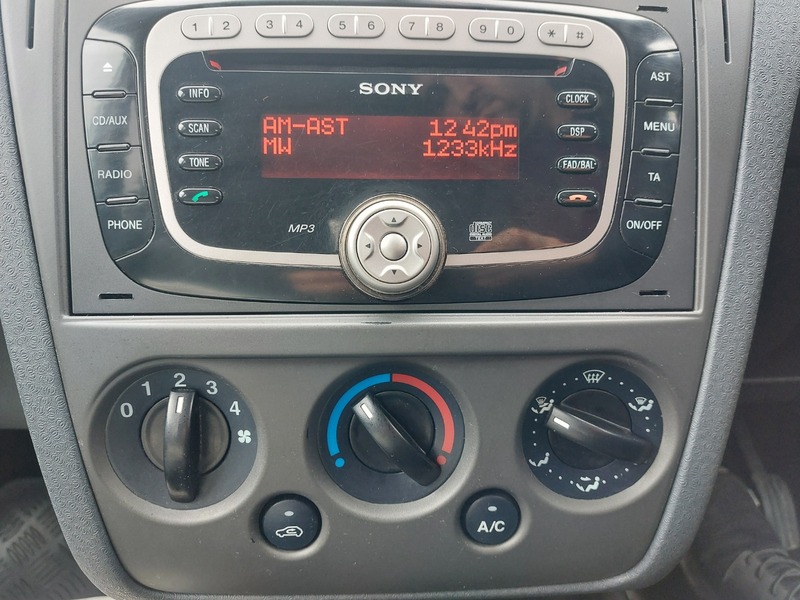 1 2 3 4 5 6 7 8 9 0 * #
SONY
INFO
SCAN
TONE
CLOCK
DSP
FAD/BAL
CD/AUX
RADIO
PHONE
AST
MENU
TA
ON/OFF
AM-AST 12 42pm
MW 1233kHz
MP3
TEXT
0 1 2 3 4
A/C